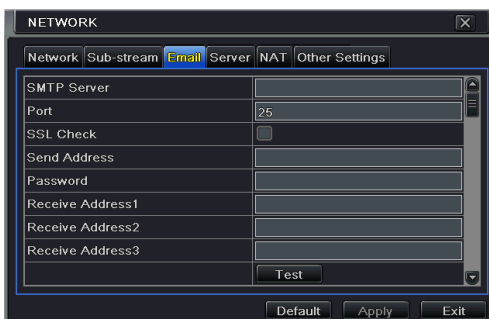 NETWORK
Network Sub-stream Email Server NAT Other Settings
SMTP Server
Port 25
SSL Check
Send Address
Password
Receive Address1
Receive Address2
Receive Address3
Test
Default Apply Exit